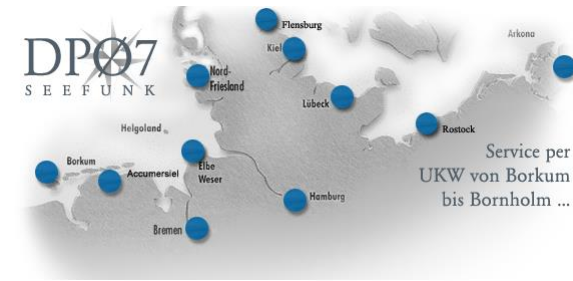 Flensburg
Arkona
Kiel
DPØ7
SEEFUNK
Nord-
Friesland
Lübeck
Helgoland
Rostock
Borkum
Accumersiel
Elbe
Weser
Service per
UKW von Borkum
bis Bornholm ...
Hamburg
Bremen